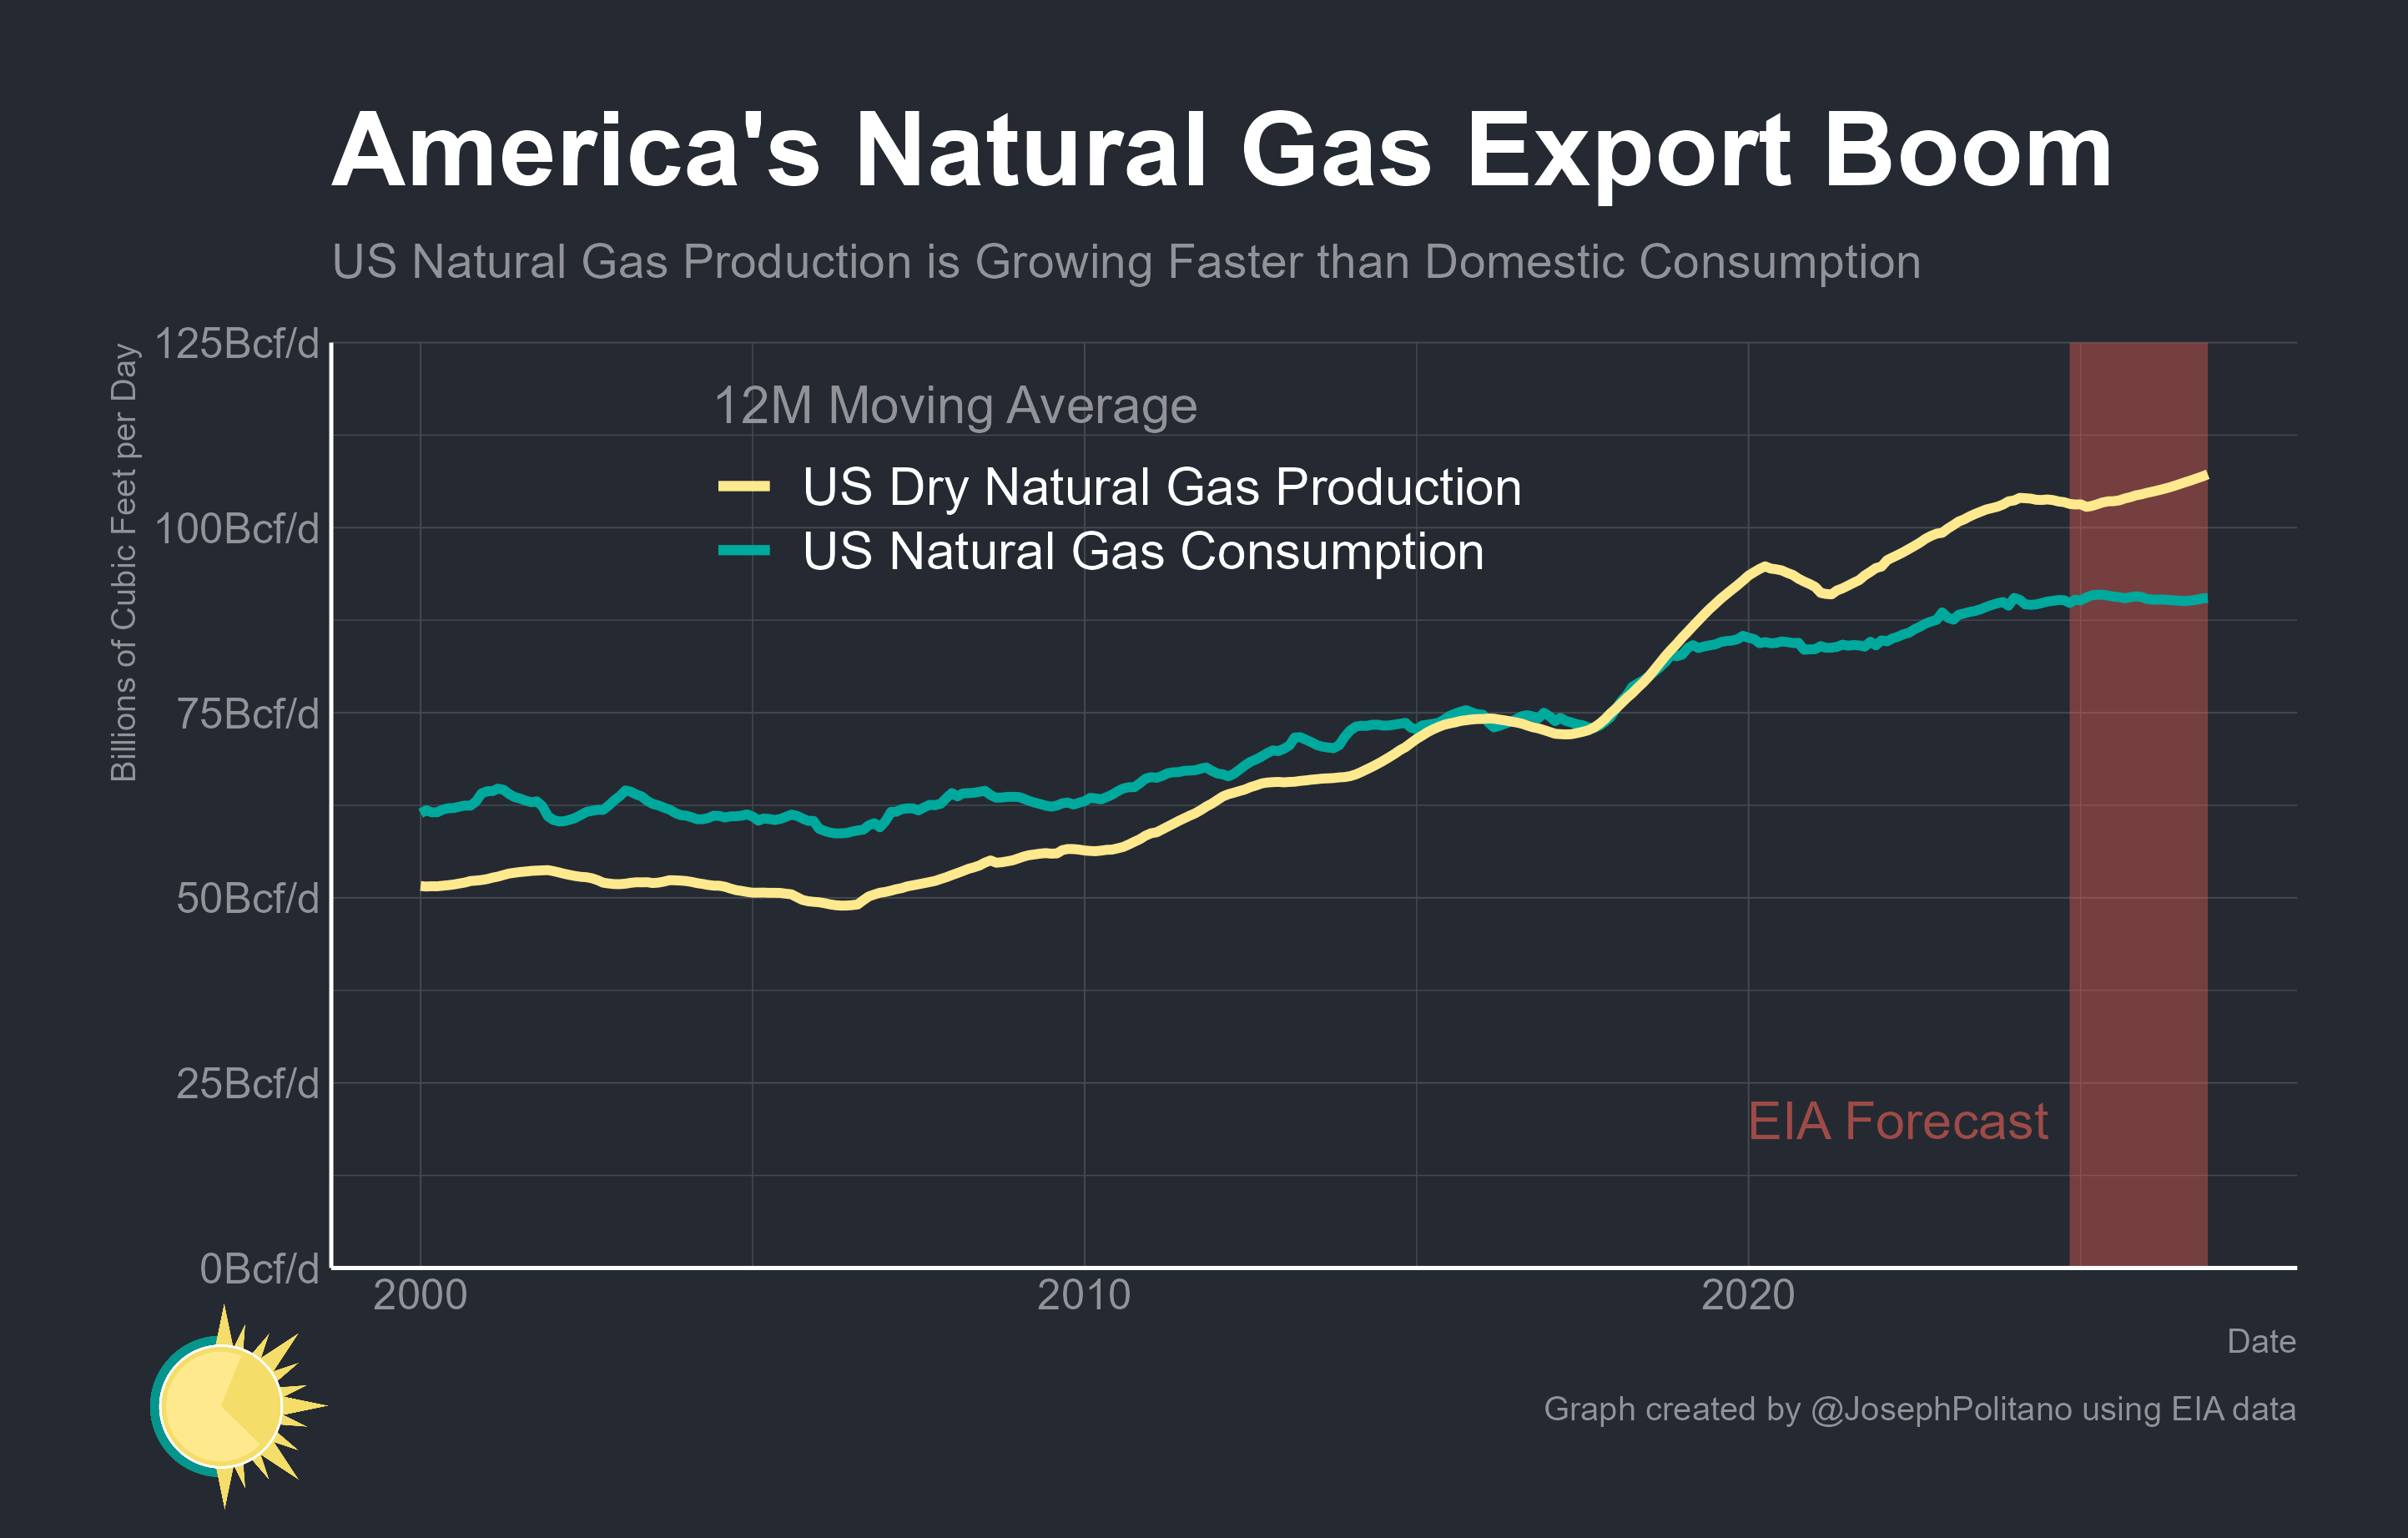 America's Natural Gas Export Boom
US Natural Gas Production is Growing Faster than Domestic Consumption
Billions of Cubic Feet per Day
125Bcf/d
100Bcf/d
75Bcf/d
50Bcf/d
25Bcf/d
0Bcf/d
12M Moving Average
US Dry Natural Gas Production
US Natural Gas Consumption
EIA Forecast
2000
2010
2020
Date
Graph created by @JosephPolitano using EIA data